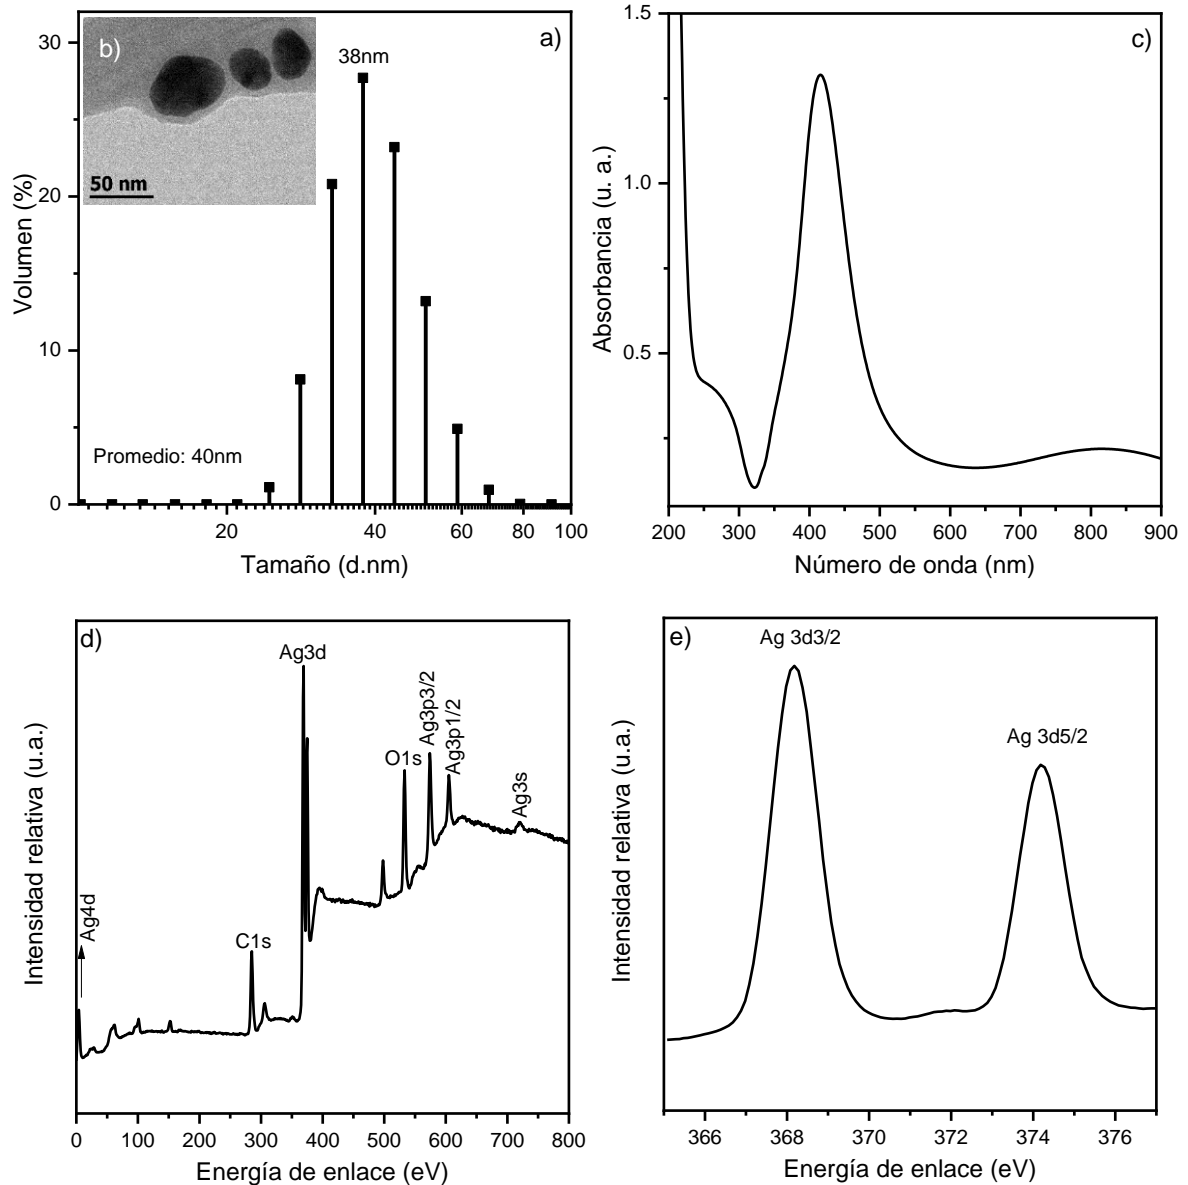 a)
b)
38nm
50 nm
Promedio: 40nm
Volumen (%)
30
20
10
0
20
40
60
80
100
Tamaño (d.nm)
c)
Absorbancia (u. a.)
1.5
1.0
0.5
200
300
400
500
600
700
800
900
Número de onda (nm)
d)
Ag4d
C1s
Ag3d
O1s
Ag3p3/2
Ag3p1/2
Ag3s
Intensidad relativa (u.a.)
0
100
200
300
400
500
600
700
800
Energía de enlace (eV)
e)
Ag 3d3/2
Ag 3d5/2
Intensidad relativa (u.a.)
366
368
370
372
374
376
Energía de enlace (eV)